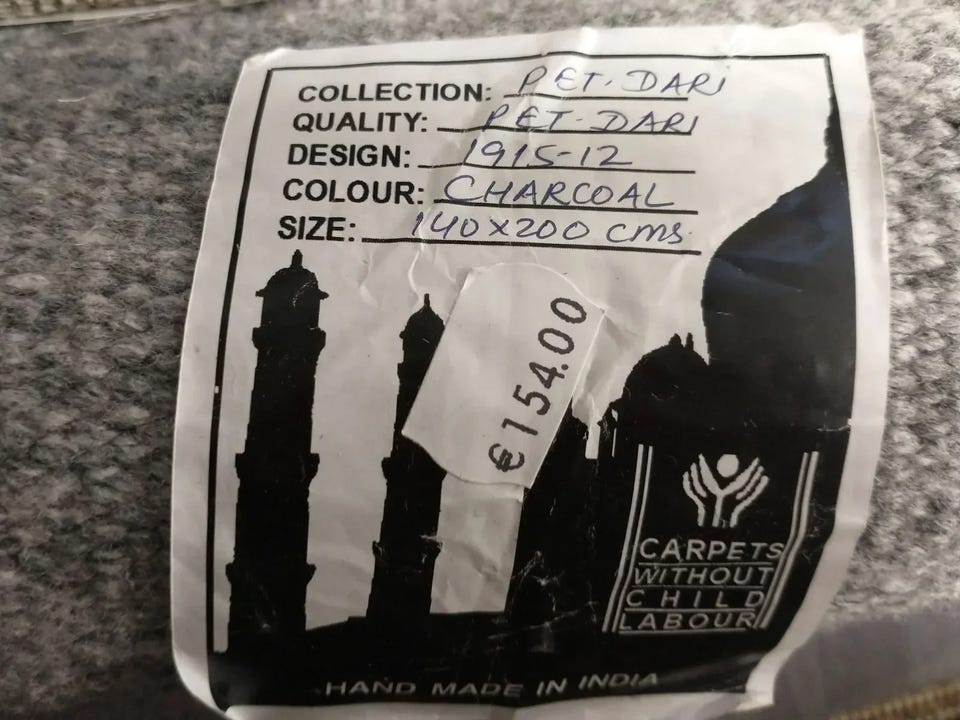 COLLECTION: PET. DARI
QUALITY: PET-DARI
DESIGN: 1915-12
COLOUR: CHARCOAL
SIZE: 140x200 cms
€154.00
CARPETS
WITHOUT
CHILD
LABOUR
HAND MADE IN INDIA